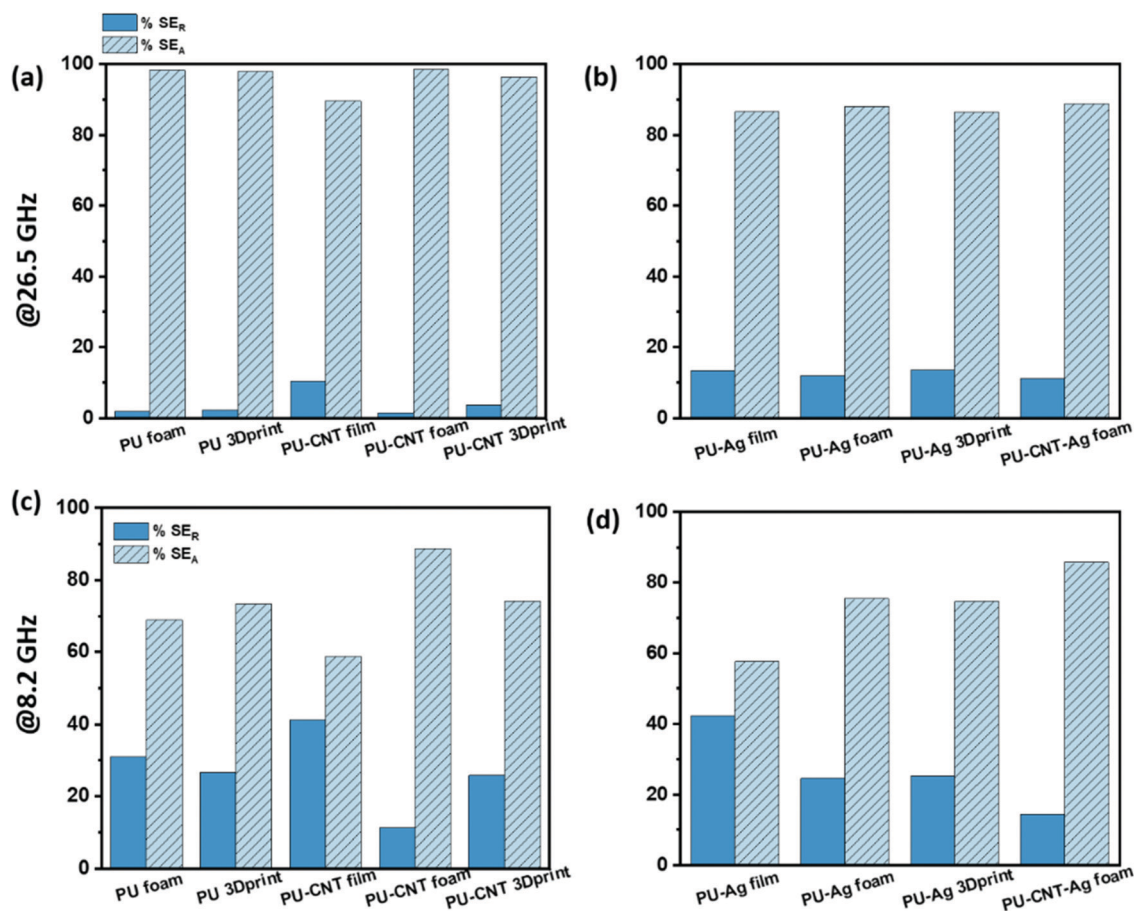 % SER
% SEA
(a)
(b)
@26.5 GHz
100
80
60
40
20
0
PU foam
PU 3Dprint
PU-CNT film
PU-CNT foam
PU-CNT 3Dprint
100
80
60
40
20
0
PU-Ag film
PU-Ag foam
PU-Ag 3Dprint
PU-CNT-Ag foam
(c)
(d)
@8.2 GHz
% SER
% SEA
100
80
60
40
20
0
PU foam
PU 3Dprint
PU-CNT film
PU-CNT foam
PU-CNT 3Dprint
100
80
60
40
20
0
PU-Ag film
PU-Ag foam
PU-Ag 3Dprint
PU-CNT-Ag foam